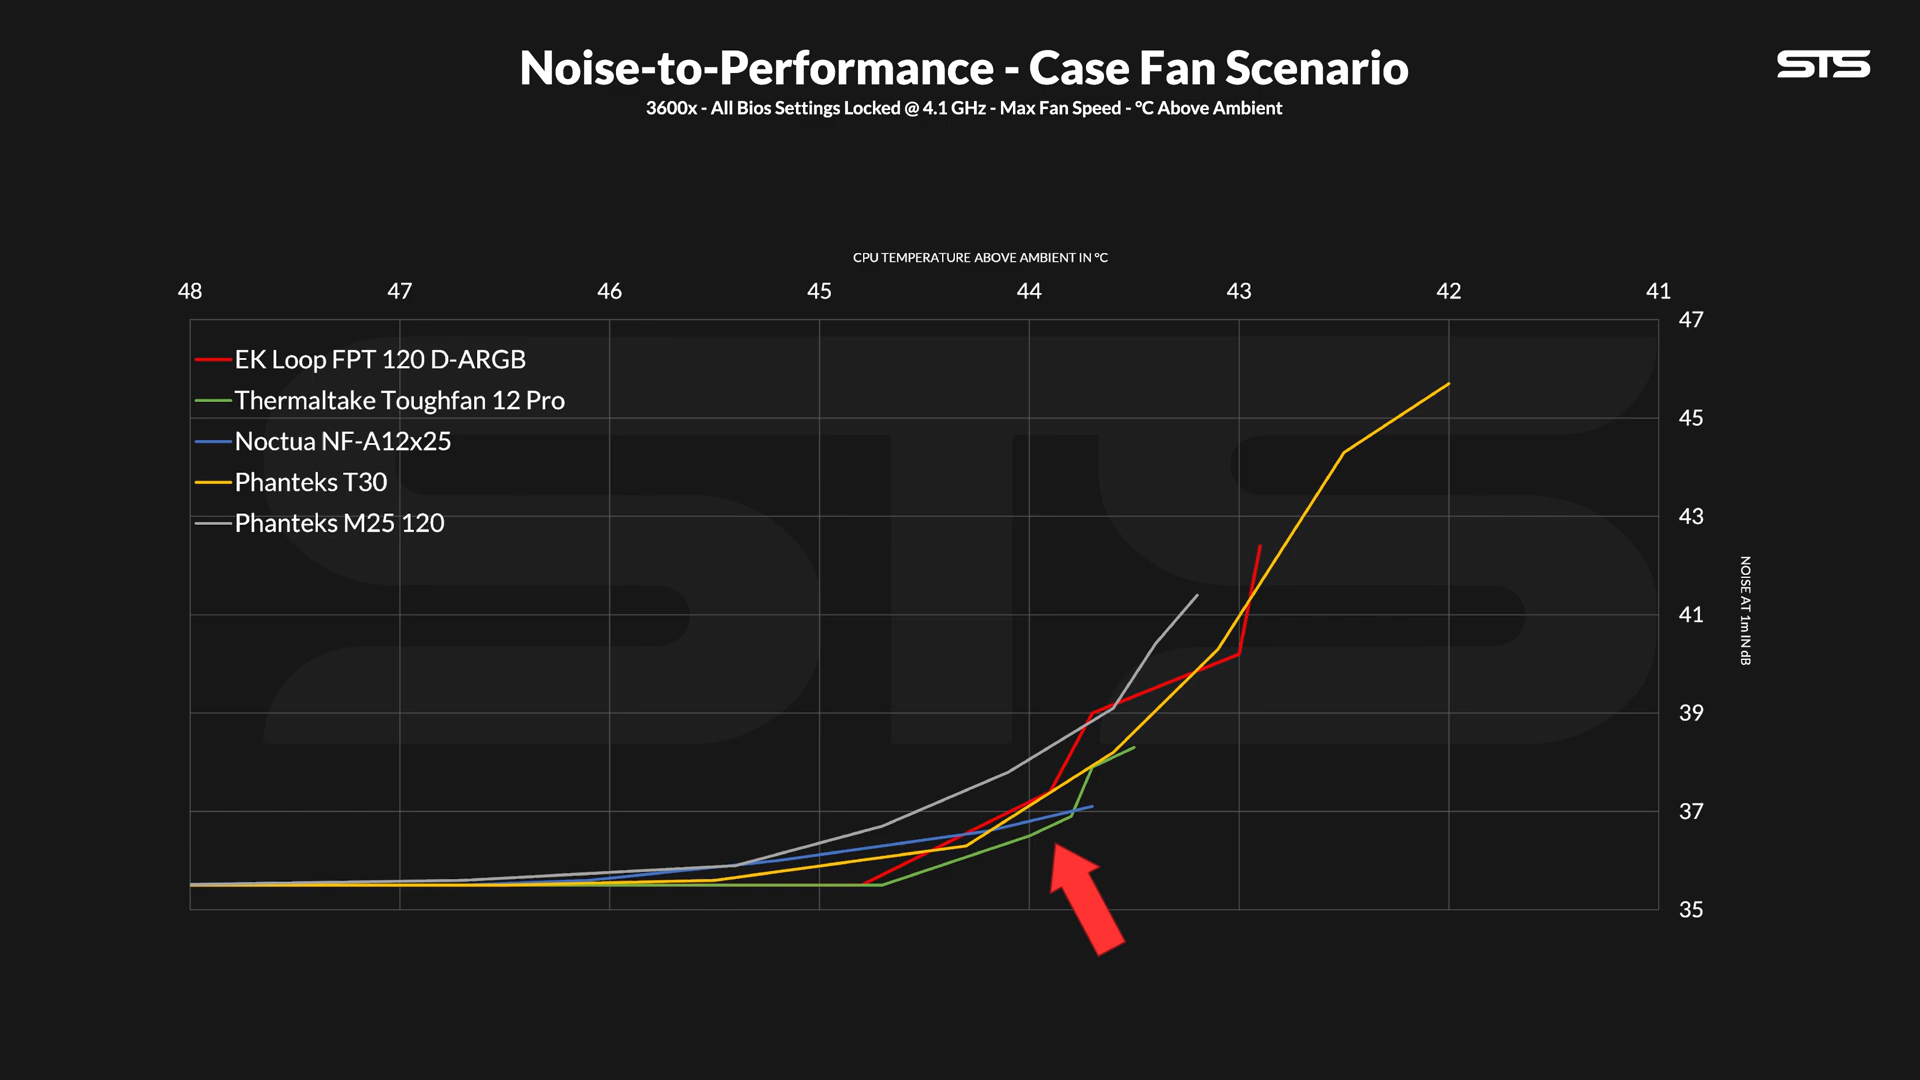 Noise-to-Performance - Case Fan Scenario
STS
3600x - All Bios Settings Locked @ 4.1 GHz - Max Fan Speed - °C Above Ambient
CPU TEMPERATURE ABOVE AMBIENT IN °C
48 47 46 45 44 43 42 41
EK Loop FPT 120 D-ARGB
Thermaltake Toughfan 12 Pro
Noctua NF-A12x25
Phanteks T30
Phanteks M25 120
47
45
43
41
39
37
35
NOISE AT 1m IN dB
STS